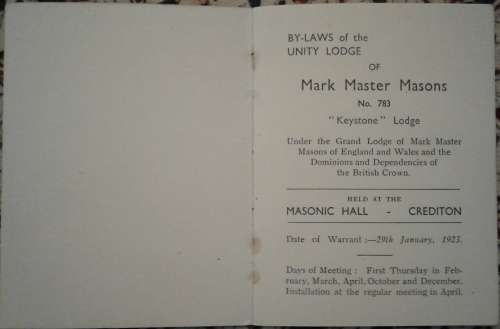 BY-LAWS of the
UNITY LODGE
OF
Mark Master Masons
No. 783
"Keystone" Lodge
Under the Grand Lodge of Mark Master
Masons of England and Wales and the
Dominions and Dependencies of
the British Crown.
HELD AT THE
MASONIC HALL - CREDITON
Date of Warrant :—29th January, 1923.
Days of Meeting : First Thursday in Feb-
ruary, March, April, October and December.
Installation at the regular meeting in April.